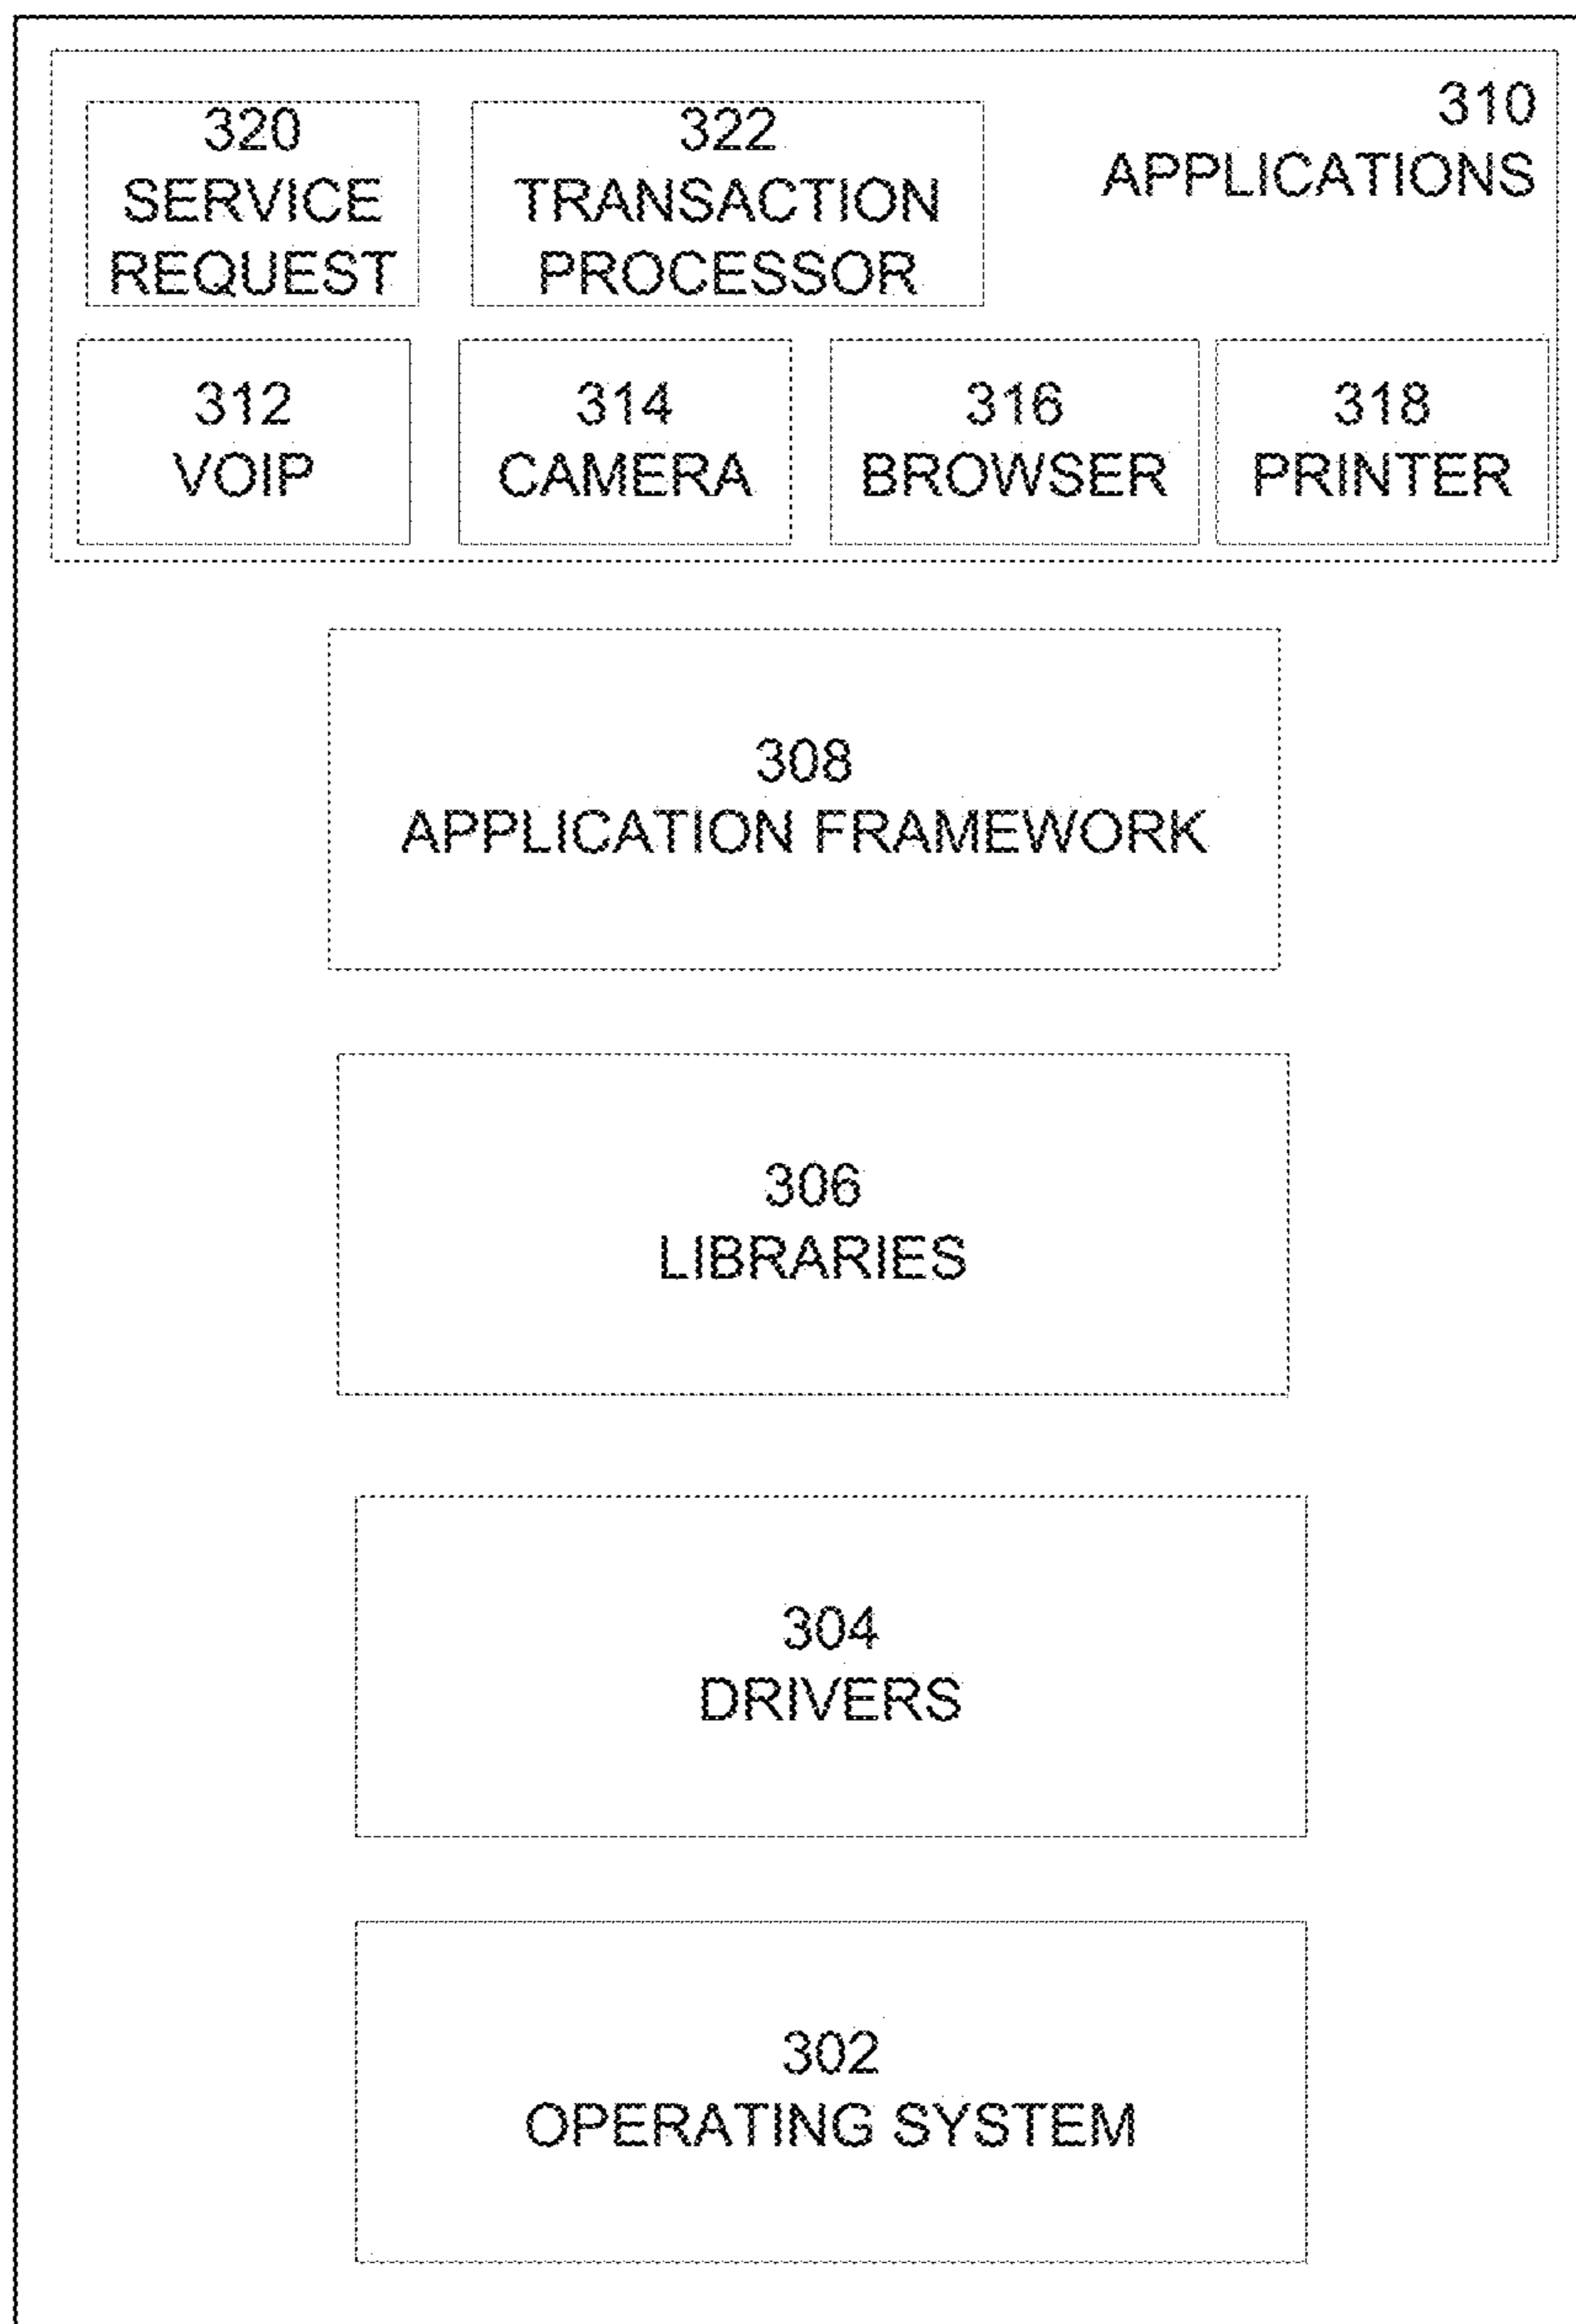 310
APPLICATIONS
320
SERVICE
REQUEST
322
TRANSACTION
PROCESSOR
312
VOIP
314
CAMERA
316
BROWSER
318
PRINTER
308
APPLICATION FRAMEWORK
306
LIBRARIES
304
DRIVERS
302
OPERATING SYSTEM